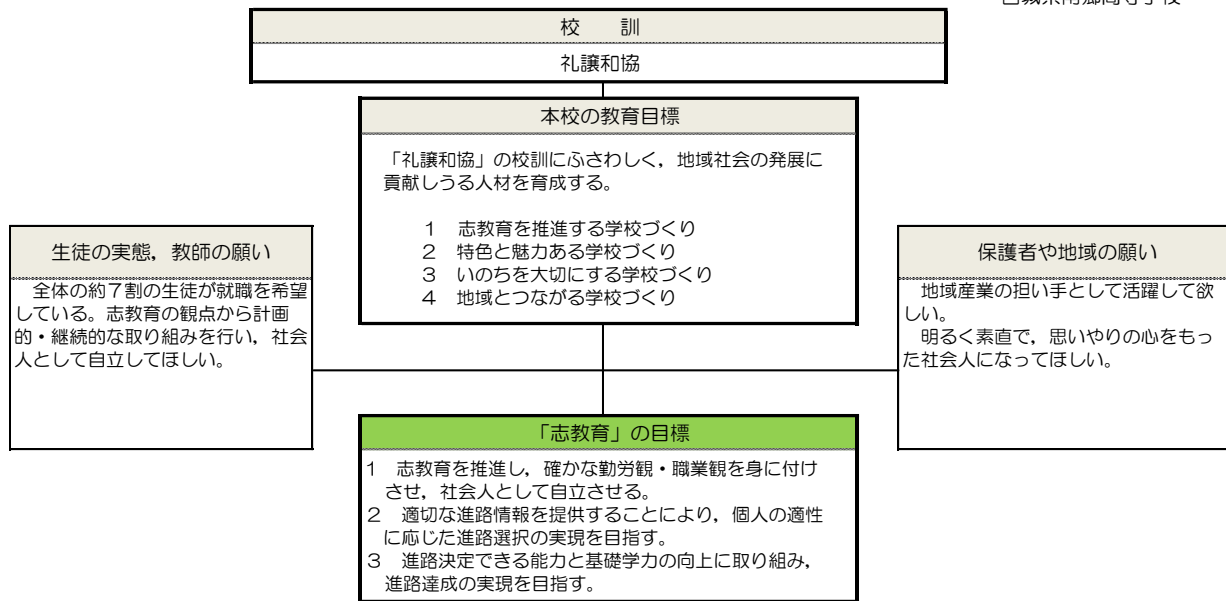 校　　訓
礼譲和協
本校の教育目標
「礼譲和協」の校訓にふさわしく，地域社会の発展に
貢献しうる人材を育成する。
１　志教育を推進する学校づくり
２　特色と魅力ある学校づくり
３　いのちを大切にする学校づくり
４　地域とつながる学校づくり
生徒の実態，教師の願い
全体の約７割の生徒が就職を希望
している。志教育の観点から計画
的・継続的な取り組みを行い，社会
人として自立してほしい。
保護者や地域の願い
地域産業の担い手として活躍して欲
しい。
明るく素直で，思いやりの心をもっ
た社会人になってほしい。
「志教育」の目標
１　志教育を推進し，確かな勤労観・職業観を身に付け
させ，社会人として自立させる。
２　適切な進路情報を提供することにより，個人の適性
に応じた進路選択の実現を目指す。
３　進路決定できる能力と基礎学力の向上に取り組み，
進路達成の実現を目指す。